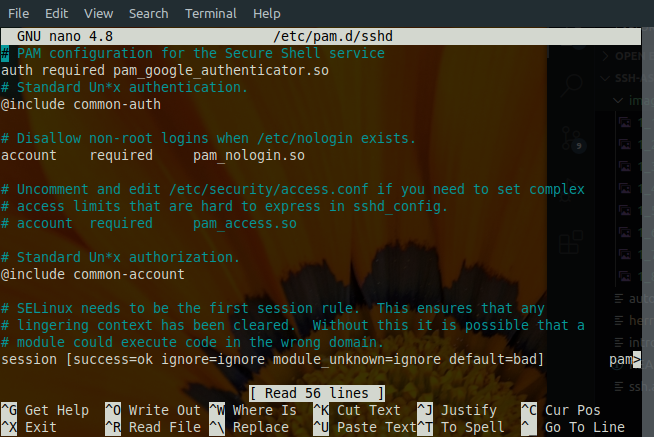 File Edit View Search Terminal Help
GNU nano 4.8 /etc/pam.d/sshd
# PAM configuration for the Secure Shell service
auth required pam_google_authenticator.so
# Standard Un*x authentication.
@include common-auth
# Disallow non-root logins when /etc/nologin exists.
account    required     pam_nologin.so
# Uncomment and edit /etc/security/access.conf if you need to set complex
# access limits that are hard to express in sshd_config.
# account  required     pam_access.so
# Standard Un*x authorization.
@include common-account
# SELinux needs to be the first session rule.  This ensures that any
# lingering context has been cleared.  Without this it is possible that a
# module could execute code in the wrong domain.
session [success=ok ignore=ignore module_unknown=ignore default=bad]        pam>
[ Read 56 lines ]
^G Get Help ^O Write Out ^W Where Is ^K Cut Text ^J Justify ^C Cur Pos
^X Exit ^R Read File ^\ Replace ^U Paste Text ^T To Spell ^_ Go To Line
OPEN
SSH-AS
9